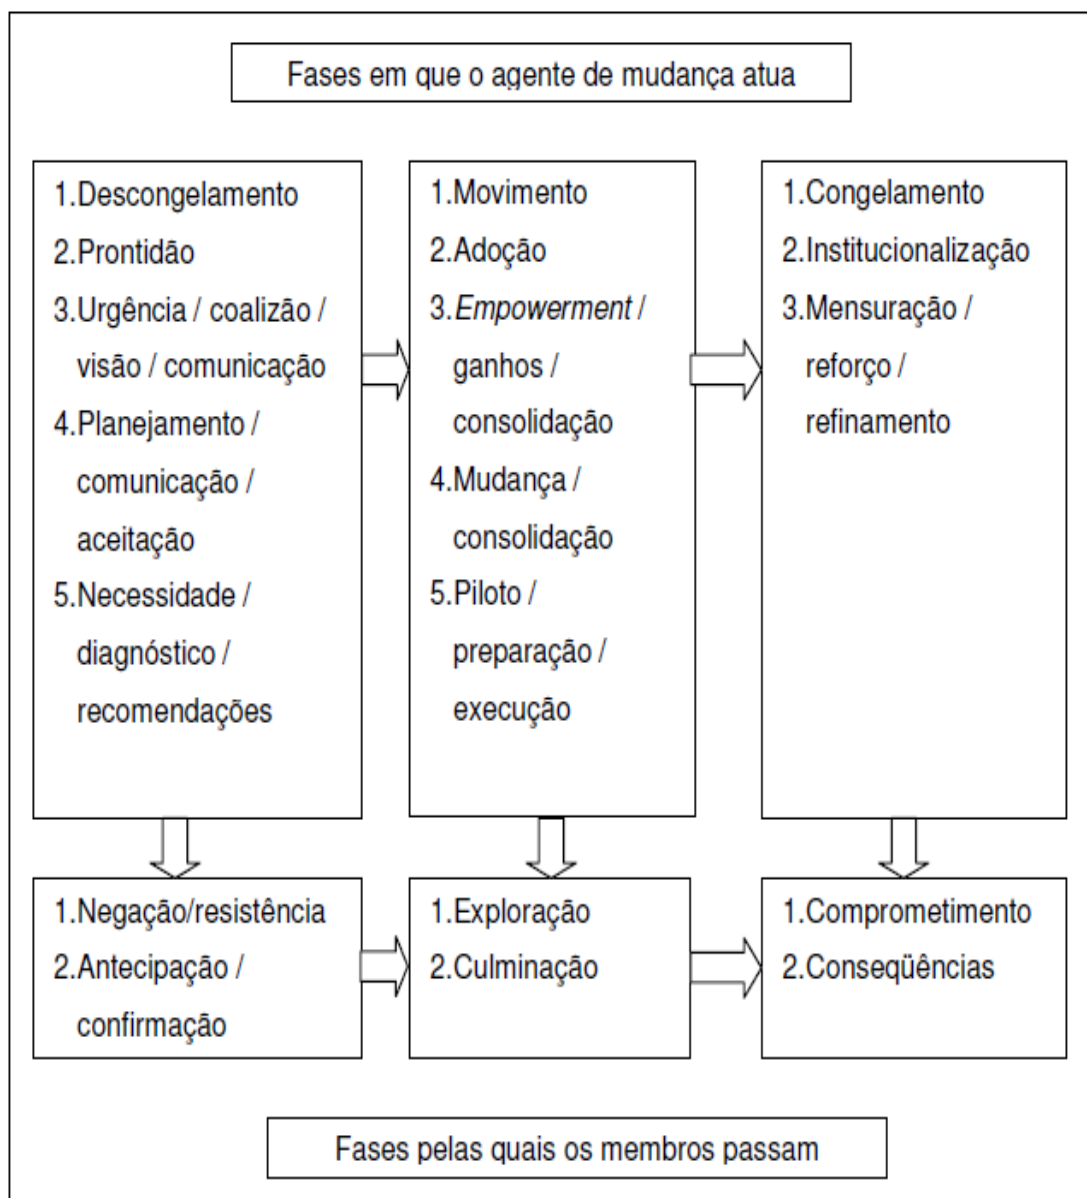 Fases em que o agente de mudança atua
1.Descongelamento
2.Prontidão
3.Urgência / coalizão /
visão / comunicação
4.Planejamento /
comunicação /
aceitação
5.Necessidade /
diagnóstico /
recomendações
1.Movimento
2.Adoção
3.Empowerment /
ganhos /
consolidação
4.Mudança /
consolidação
5.Piloto /
preparação /
execução
1.Congelamento
2.Institucionalização
3.Mensuração /
reforço /
refinamento
1.Negação/resistência
2.Antecipação /
confirmação
1.Exploração
2.Culminação
1.Comprometimento
2.Conseqüências
Fases pelas quais os membros passam